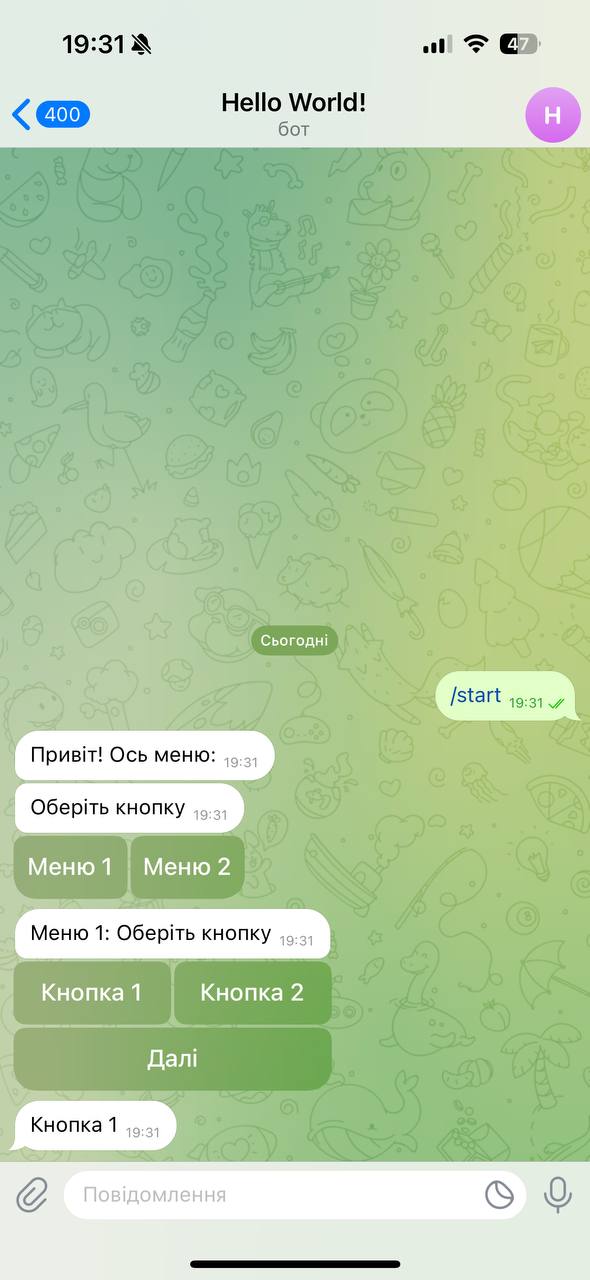 19:31
47
400
Hello World!
бот
H
Сьогодні
/start 19:31
Привіт! Ось меню: 19:31
Оберіть кнопку 19:31
Меню 1 Меню 2
Меню 1: Оберіть кнопку 19:31
Кнопка 1 Кнопка 2
Далі
Кнопка 1 19:31
Повідомлення